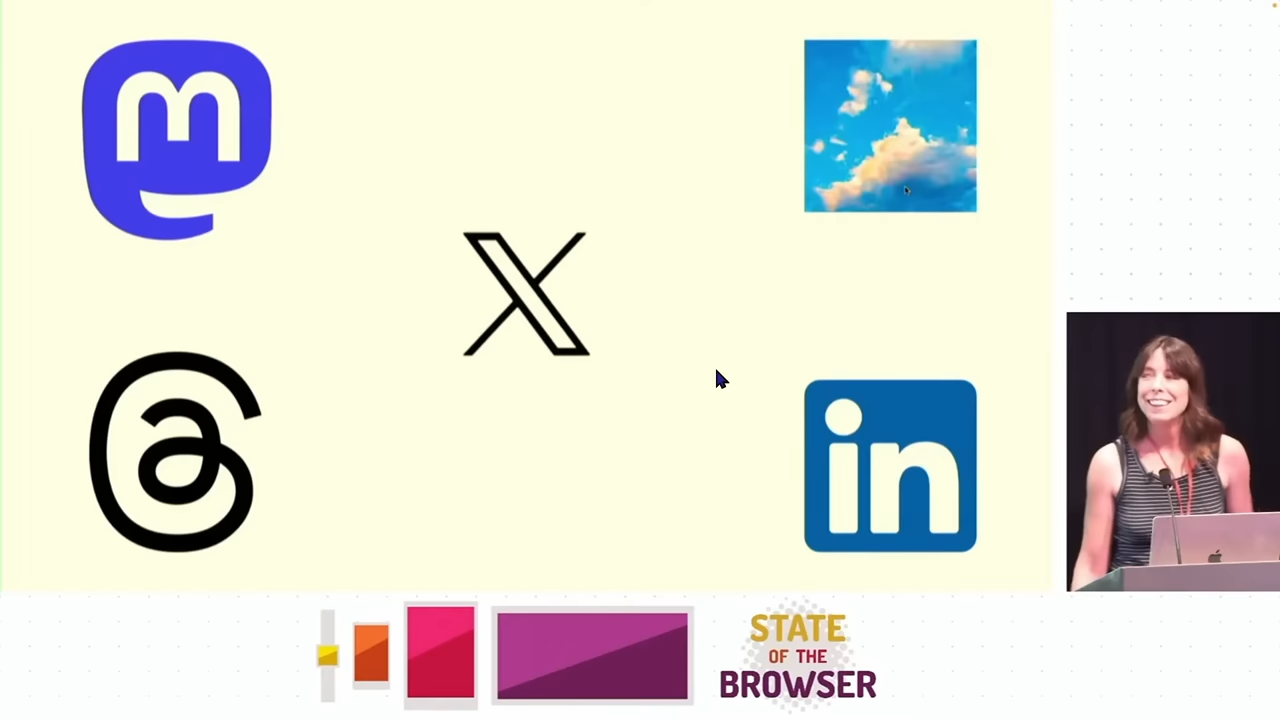 m
X
in
STATE
OF THE
BROWSER